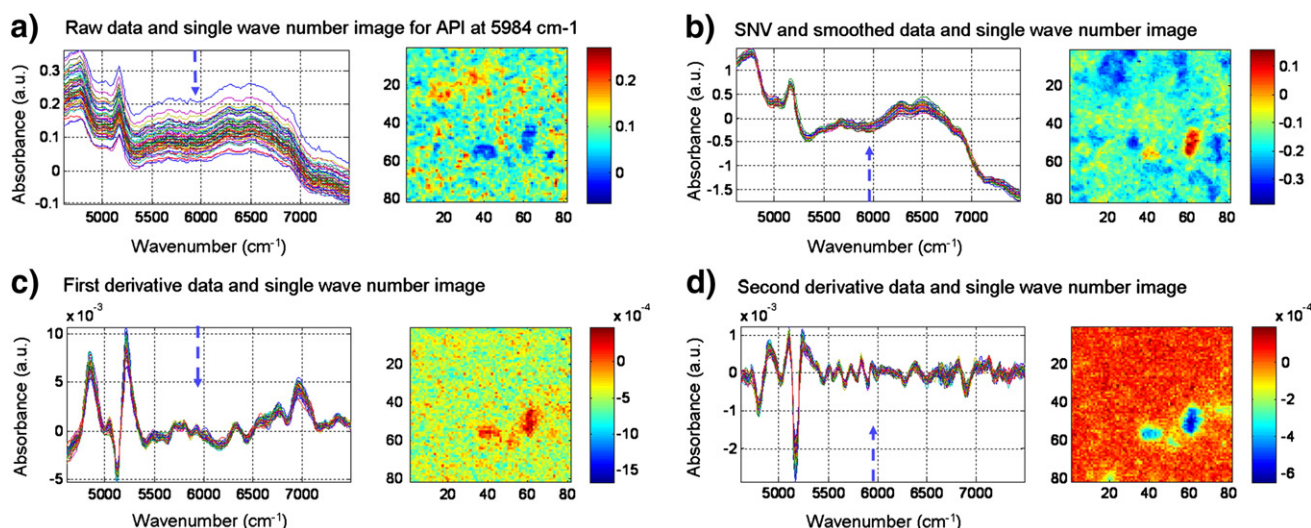 a) Raw data and single wave number image for API at 5984 cm-1
Absorbance (a.u.)
0.3
0.2
0.1
0
-0.1
5000 5500 6000 6500 7000
Wavenumber (cm-1)
20
40
60
80
20 40 60 80
0.2
0.1
0
b) SNV and smoothed data and single wave number image
Absorbance (a.u.)
1
0.5
0
-0.5
-1
-1.5
5000 5500 6000 6500 7000
Wavenumber (cm-1)
20
40
60
80
20 40 60 80
0.1
0
-0.1
-0.2
-0.3
c) First derivative data and single wave number image
x 10-3
Absorbance (a.u.)
10
5
0
-5
5000 5500 6000 6500 7000
Wavenumber (cm-1)
20
40
60
80
20 40 60 80
x 10-4
0
-5
-10
-15
d) Second derivative data and single wave number image
x 10-3
Absorbance (a.u.)
1
0
-1
-2
5000 5500 6000 6500 7000
Wavenumber (cm-1)
20
40
60
80
20 40 60 80
x 10-4
0
-2
-4
-6